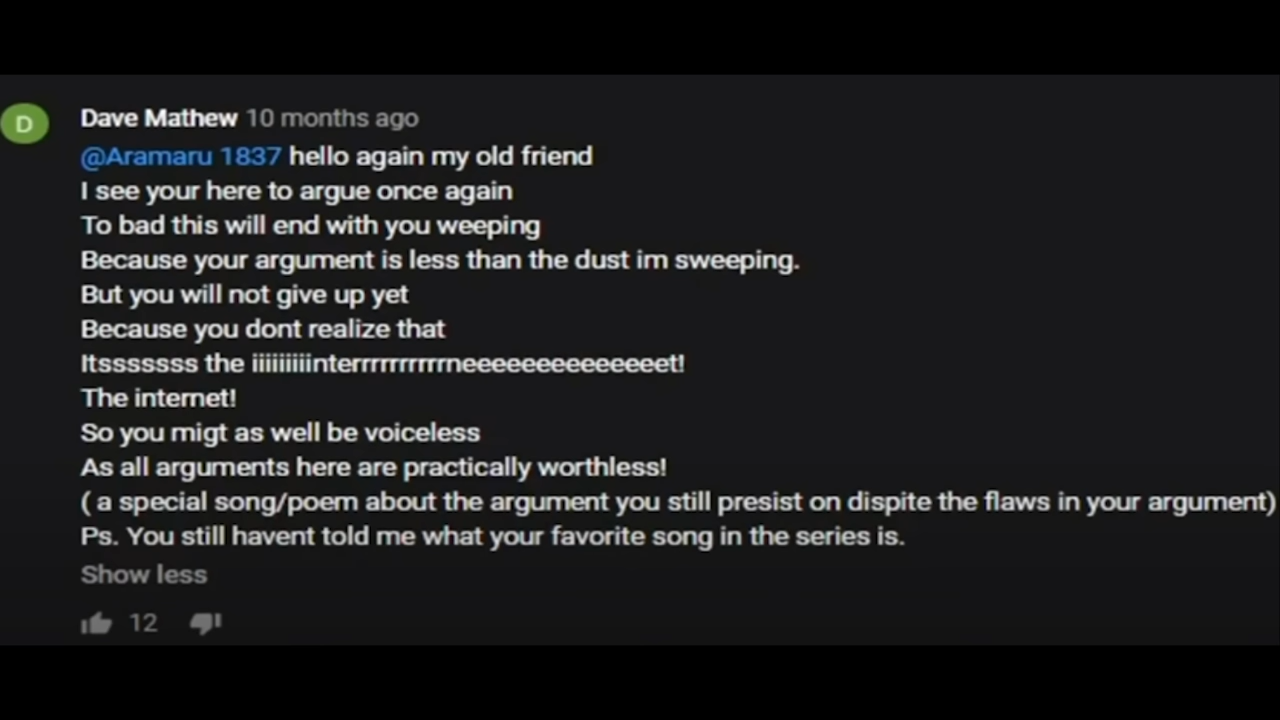 D
Dave Mathew 10 months ago
@Aramaru 1837 hello again my old friend
I see your here to argue once again
To bad this will end with you weeping
Because your argument is less than the dust im sweeping.
But you will not give up yet
Because you dont realize that
Itsssssss the iiiiiiiiiinterrrrrrrrrrrneeeeeeeeeeeeeet!
The internet!
So you migt as well be voiceless
As all arguments here are practically worthless!
( a special song/poem about the argument you still presist on dispite the flaws in your argument)
Ps. You still havent told me what your favorite song in the series is.
Show less
12